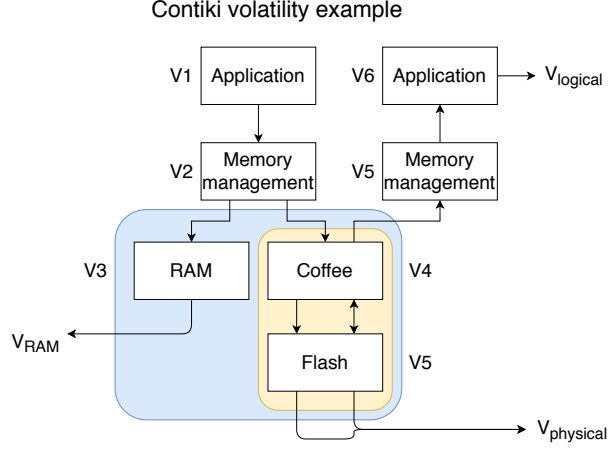 Contiki volatility example
V1
Application
V6
Application
Vlogical
V2
Memory
management
V5
Memory
management
V3
RAM
Coffee
V4
VRAM
Flash
V5
Vphysical